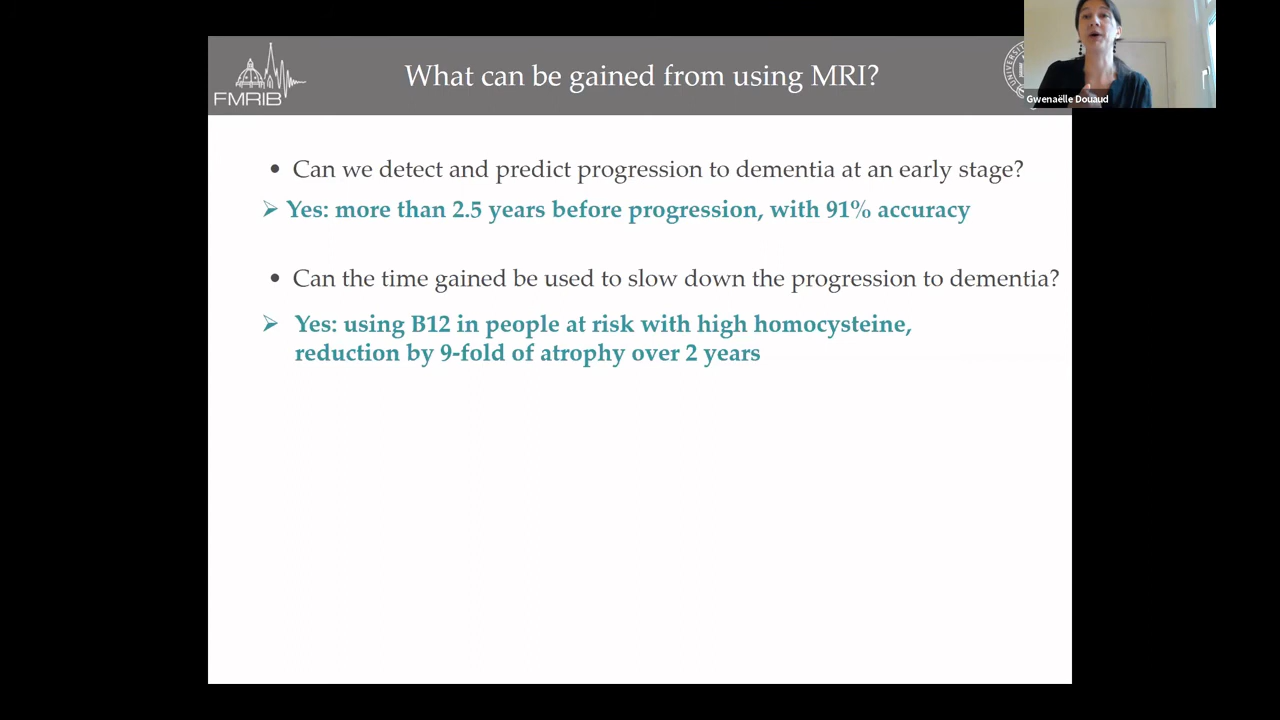 FMRIB
What can be gained from using MRI?
Gwenaëlle Douaud
• Can we detect and predict progression to dementia at an early stage?
➢ Yes: more than 2.5 years before progression, with 91% accuracy
• Can the time gained be used to slow down the progression to dementia?
➢ Yes: using B12 in people at risk with high homocysteine,
reduction by 9-fold of atrophy over 2 years